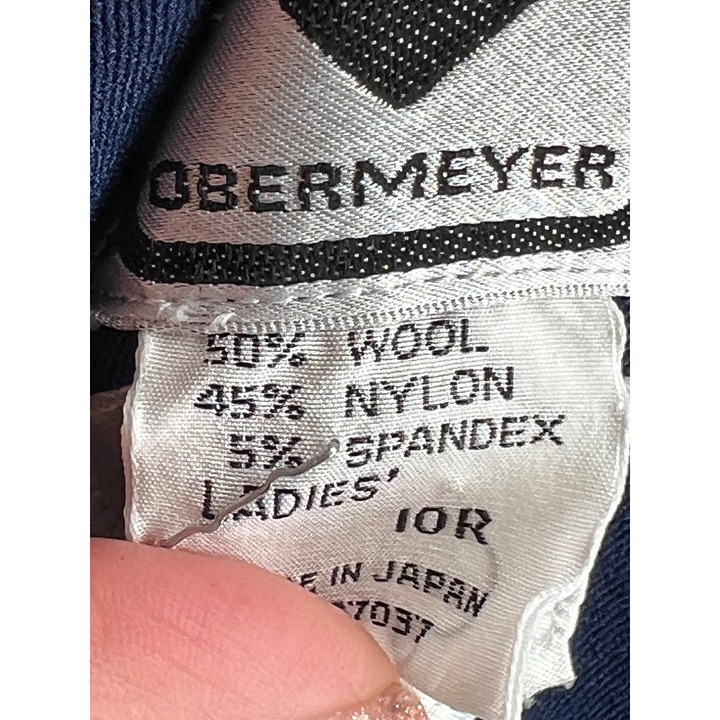 OBERMEYER
50% WOOL
45% NYLON
5% SPANDEX
LADIES'
10R
IN JAPAN